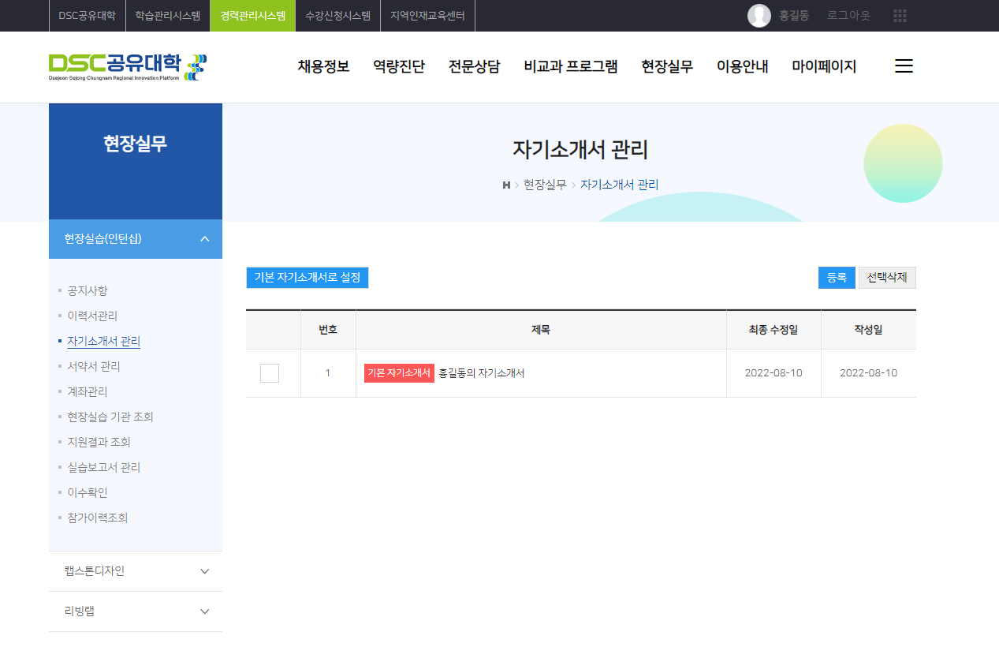 DSC공유대학 학습관리시스템 경력관리시스템 수강신청시스템 지역인재교육센터 홍길동 로그아웃
DSC공유대학
Daejeon·Sejong·Chungnam Regional Innovation Platform
채용정보 역량진단 전문상담 비교과 프로그램 현장실무 이용안내 마이페이지
현장실무
자기소개서 관리
현장실무 > 자기소개서 관리
현장실습(인턴십)
공지사항
이력서관리
자기소개서 관리
서약서 관리
계좌관리
현장실습 기관 조회
지원결과 조회
실습보고서 관리
이수확인
참가이력조회
캡스톤디자인
리빙랩
기본 자기소개서로 설정 등록 선택삭제
번호 제목 최종 수정일 작성일
1 기본 자기소개서 홍길동의 자기소개서 2022-08-10 2022-08-10